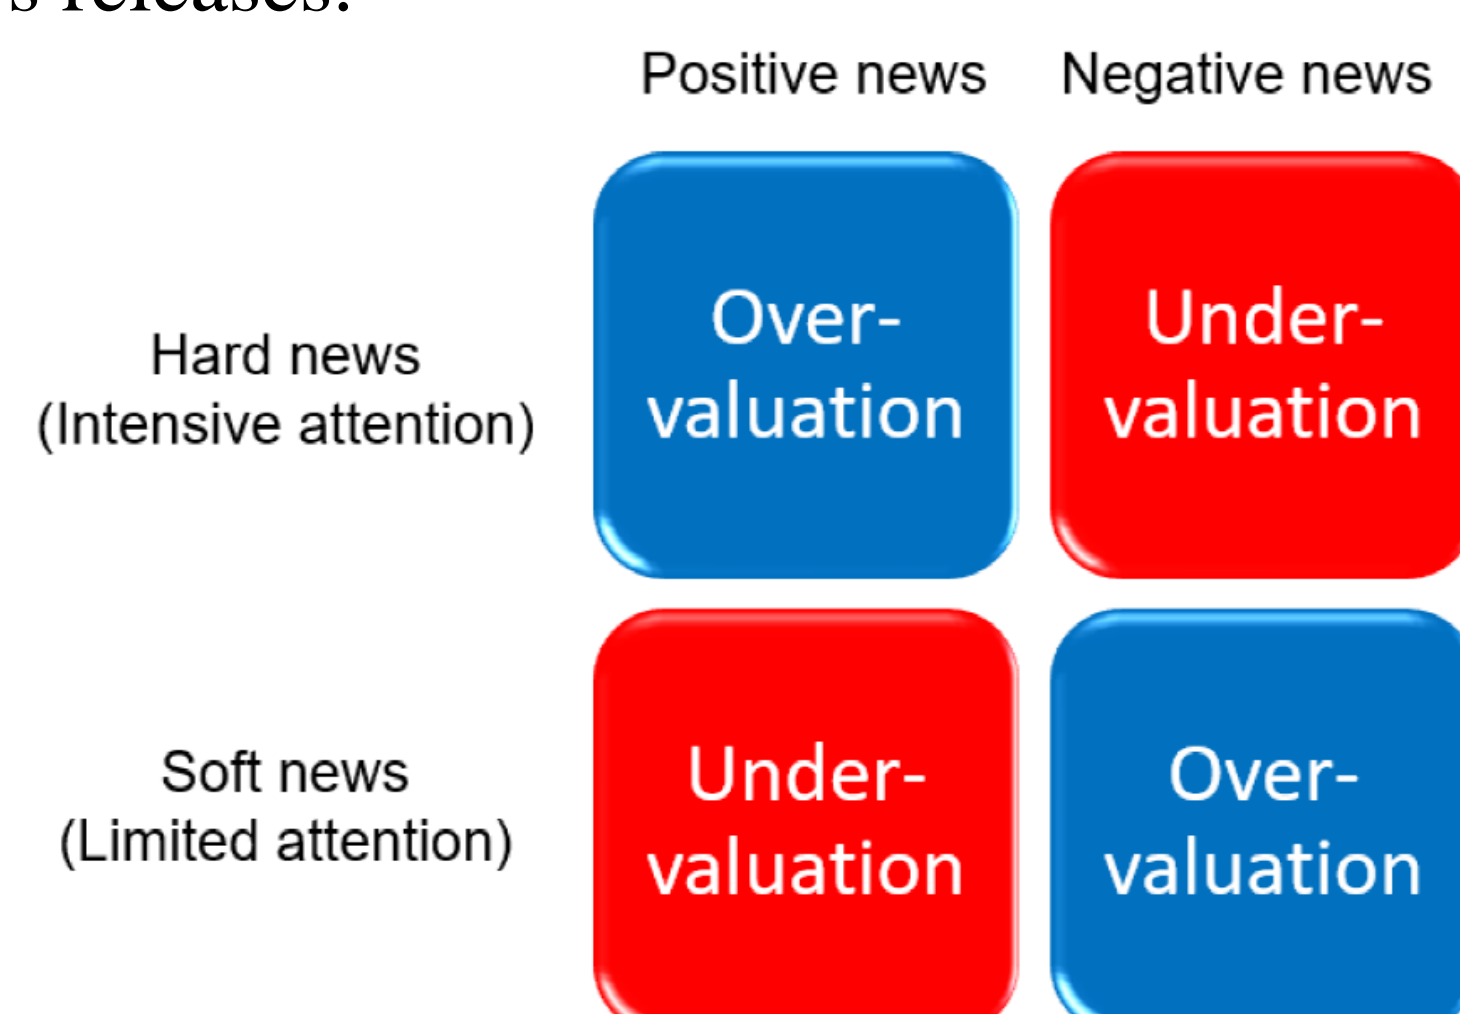 s releases.
Positive news Negative news
Hard news
(Intensive attention)
Over-
valuation
Under-
valuation
Soft news
(Limited attention)
Under-
valuation
Over-
valuation